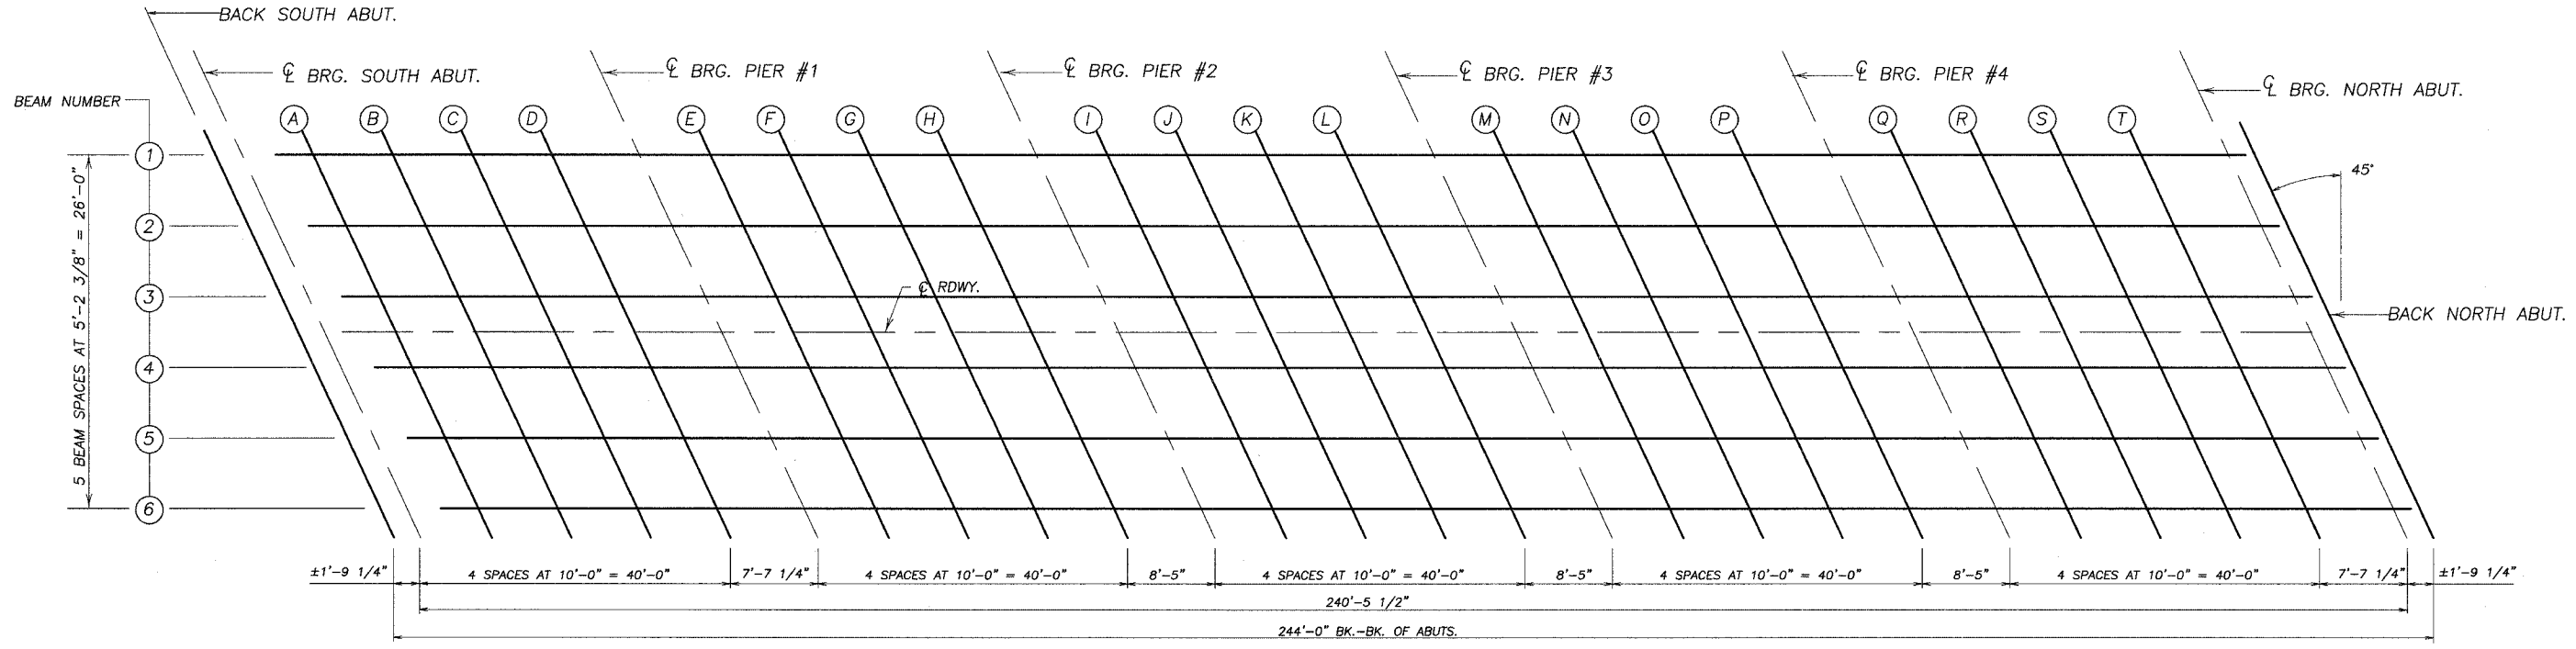 BACK SOUTH ABUT.
℄ BRG. SOUTH ABUT.
℄ BRG. PIER #1
℄ BRG. PIER #2
℄ BRG. PIER #3
℄ BRG. PIER #4
℄ BRG. NORTH ABUT.
BEAM NUMBER
A B C D E F G H I J K L M N O P Q R S T
1
2
3
4
5
6
5 BEAM SPACES AT 5'-2 3/8" = 26'-0"
45°
℄ RDWY.
BACK NORTH ABUT.
±1'-9 1/4" 4 SPACES AT 10'-0" = 40'-0" 7'-7 1/4" 4 SPACES AT 10'-0" = 40'-0" 8'-5" 4 SPACES AT 10'-0" = 40'-0" 8'-5" 4 SPACES AT 10'-0" = 40'-0" 8'-5" 4 SPACES AT 10'-0" = 40'-0" 7'-7 1/4" ±1'-9 1/4"
240'-5 1/2"
244'-0" BK.-BK. OF ABUTS.